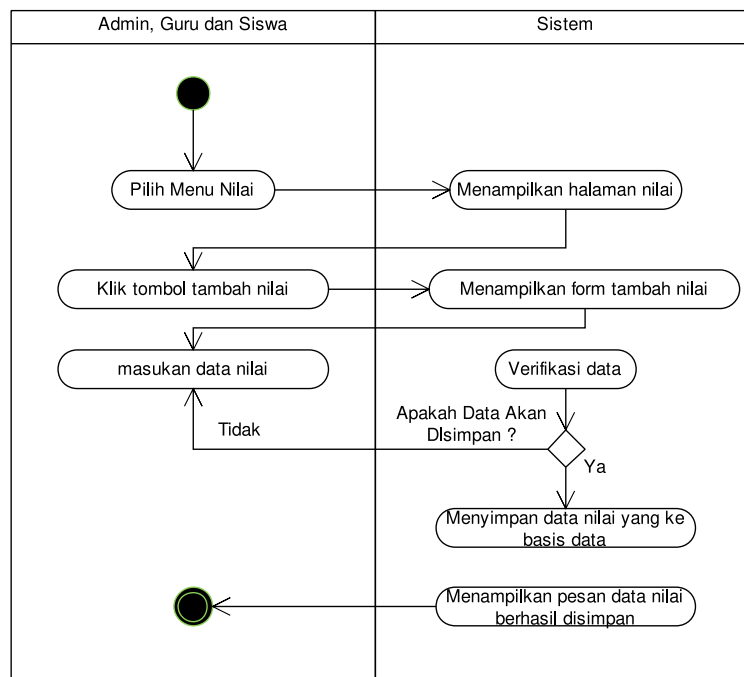 Admin, Guru dan Siswa
Sistem
Pilih Menu Nilai
Menampilkan halaman nilai
Klik tombol tambah nilai
Menampilkan form tambah nilai
masukan data nilai
Verifikasi data
Apakah Data Akan
DIsimpan ?
Tidak
Ya
Menyimpan data nilai yang ke
basis data
Menampilkan pesan data nilai
berhasil disimpan